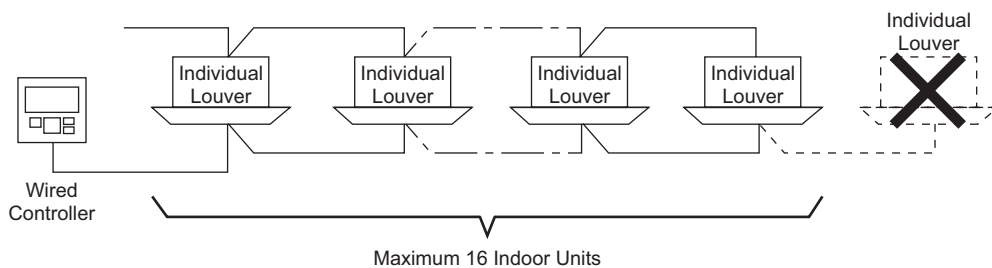 Individual
Louver
Individual
Louver
Individual
Louver
Individual
Louver
Individual
Louver
Wired
Controller
Maximum 16 Indoor Units